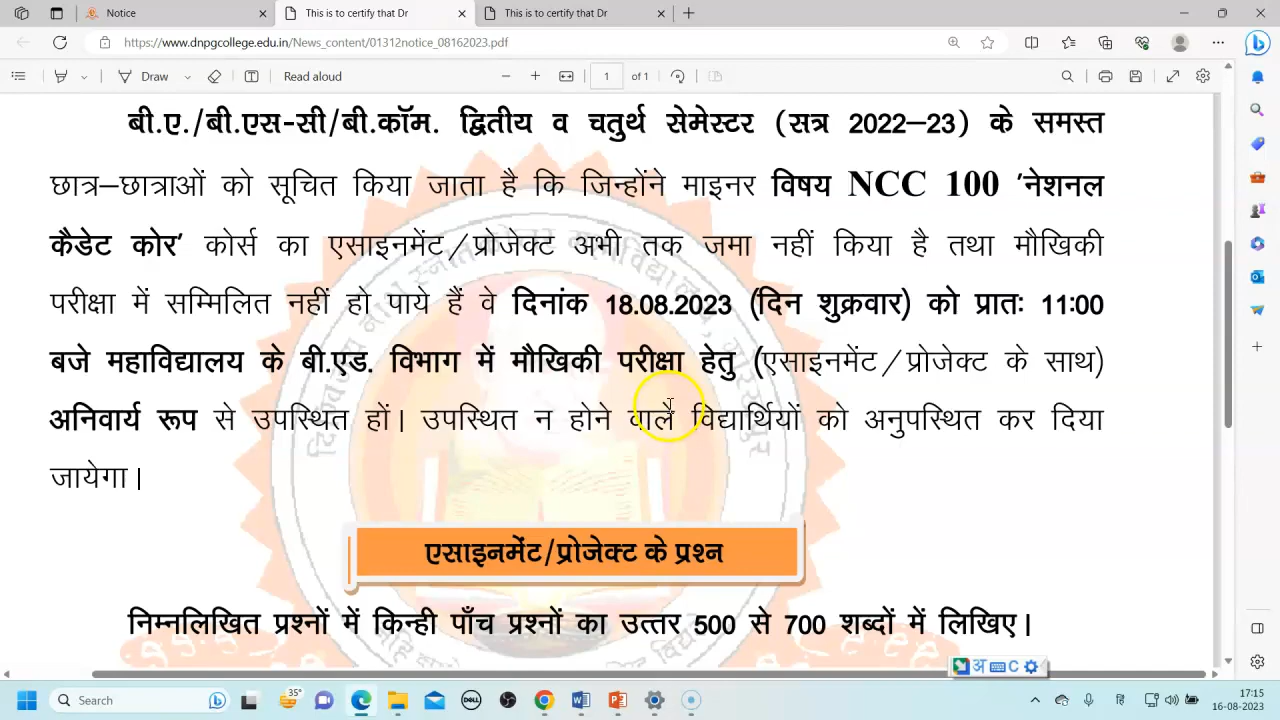 Notice
This is to certify that Dr
This is to certify that Dr
https://www.dnpgcollege.edu.in/News_content/01312notice_08162023.pdf
Draw
Read aloud
1
of 1
बी.ए./बी.एस-सी/बी.कॉम. द्वितीय व चतुर्थ सेमेस्टर (सत्र 2022–23) के समस्त
छात्र–छात्राओं को सूचित किया जाता है कि जिन्होंने माइनर विषय NCC 100 'नेशनल
कैडेट कोर' कोर्स का एसाइनमेंट/प्रोजेक्ट अभी तक जमा नहीं किया है तथा मौखिकी
परीक्षा में सम्मिलित नहीं हो पाये हैं वे दिनांक 18.08.2023 (दिन शुक्रवार) को प्रातः 11:00
बजे महाविद्यालय के बी.एड. विभाग में मौखिकी परीक्षा हेतु (एसाइनमेंट/प्रोजेक्ट के साथ)
अनिवार्य रूप से उपस्थित हों। उपस्थित न होने वाले विद्यार्थियों को अनुपस्थित कर दिया
जायेगा।
एसाइनमेंट/प्रोजेक्ट के प्रश्न
निम्नलिखित प्रश्नों में किन्ही पाँच प्रश्नों का उत्तर 500 से 700 शब्दों में लिखिए।
अ
C
Search
35°
DELL
हि
17:15
16-08-2023